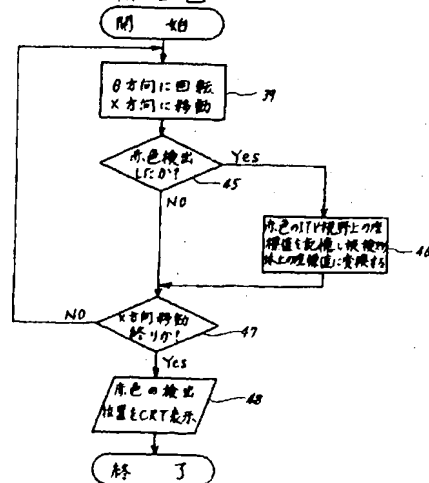 開 始
θ方向に回転
X方向に移動
39
赤色検出
したか?
Yes
45
NO
赤色のITV視野上の座
標値を記憶し被検物
体上の座標値に変換する
46
X方向移動
終りか?
NO
47
Yes
赤色の検出
位置をCRT表示
48
終 了